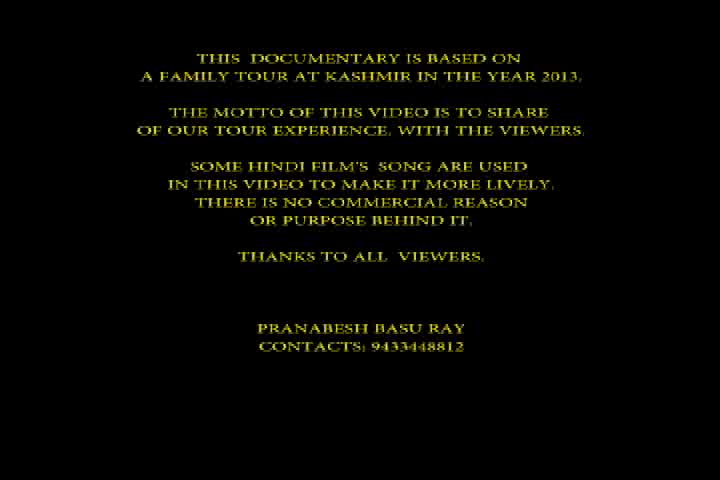 THIS DOCUMENTARY IS BASED ON
A FAMILY TOUR AT KASHMIR IN THE YEAR 2013.
THE MOTTO OF THIS VIDEO IS TO SHARE
OF OUR TOUR EXPERIENCE, WITH THE VIEWERS.
SOME HINDI FILM'S SONG ARE USED
IN THIS VIDEO TO MAKE IT MORE LIVELY.
THERE IS NO COMMERCIAL REASON
OR PURPOSE BEHIND IT.
THANKS TO ALL VIEWERS.
PRANABESH BASU RAY
CONTACTS: 9433448812